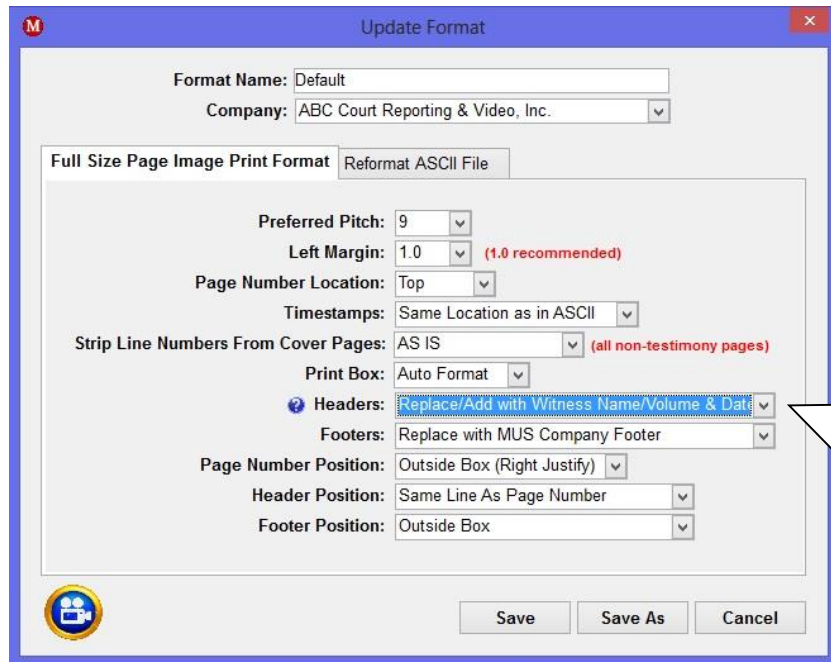 M
Update Format
×
Format Name: Default
Company: ABC Court Reporting & Video, Inc.
Full Size Page Image Print Format Reformat ASCII File
Preferred Pitch: 9
Left Margin: 1.0 (1.0 recommended)
Page Number Location: Top
Timestamps: Same Location as in ASCII
Strip Line Numbers From Cover Pages: AS IS (all non-testimony pages)
Print Box: Auto Format
? Headers: Replace/Add with Witness Name/Volume & Date
Footers: Replace with MUS Company Footer
Page Number Position: Outside Box (Right Justify)
Header Position: Same Line As Page Number
Footer Position: Outside Box
Save Save As Cancel